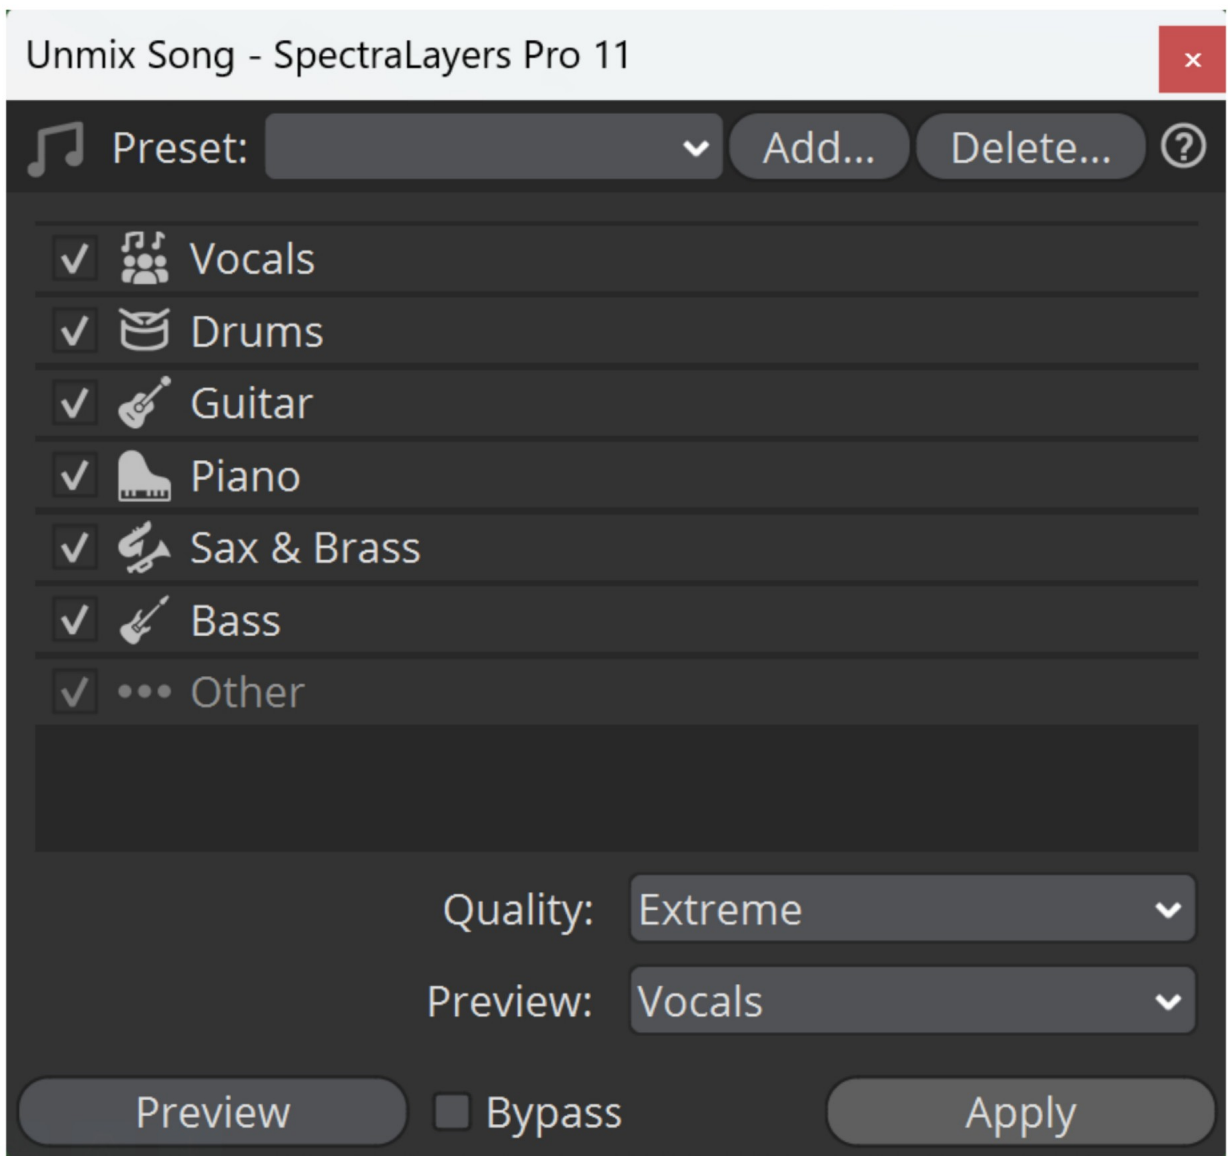 Unmix Song - SpectraLayers Pro 11 x
Preset: Add... Delete... ?
Vocals
Drums
Guitar
Piano
Sax & Brass
Bass
Other
Quality: Extreme
Preview: Vocals
Preview Bypass Apply